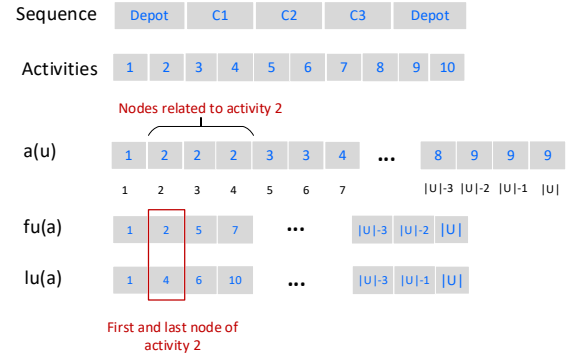 Sequence Depot C1 C2 C3 Depot
Activities 1 2 3 4 5 6 7 8 9 10
Nodes related to activity 2
a(u) 1 2 2 2 3 3 4 ... 8 9 9 9
1 2 3 4 5 6 7 |U|-3 |U|-2 |U|-1 |U|
fu(a) 1 2 5 7 ... |U|-3 |U|-2 |U|
lu(a) 1 4 6 10 ... |U|-3 |U|-1 |U|
First and last node of
activity 2